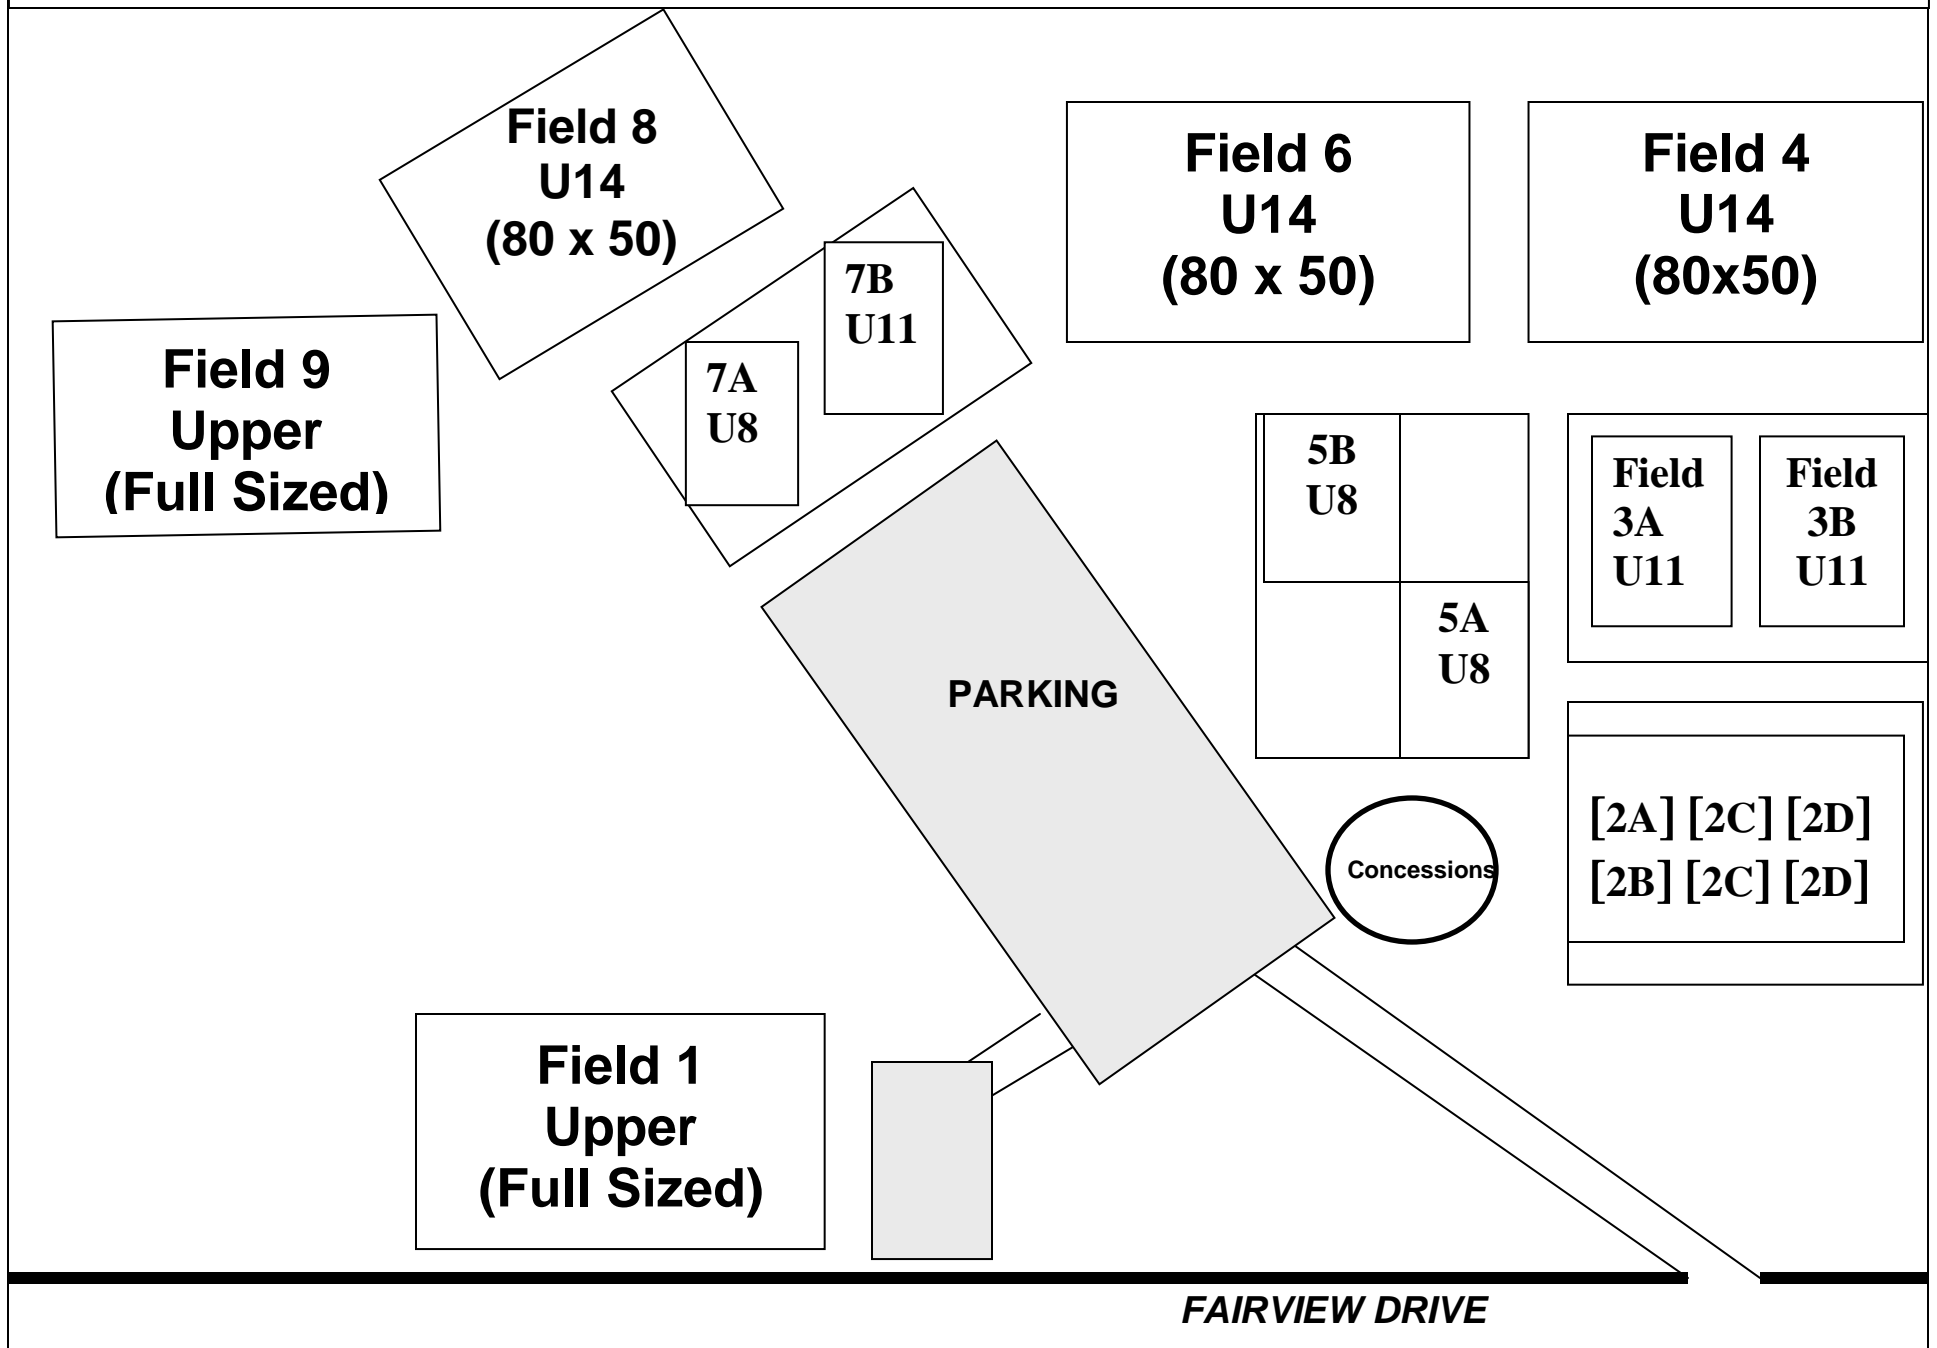 Field 8
U14
(80 x 50)
Field 6
U14
(80 x 50)
Field 4
U14
(80x50)
7B
U11
7A
U8
Field 9
Upper
(Full Sized)
5B
U8
5A
U8
Field
3A
U11
Field
3B
U11
PARKING
[2A] [2C] [2D]
[2B] [2C] [2D]
Concessions
Field 1
Upper
(Full Sized)
FAIRVIEW DRIVE